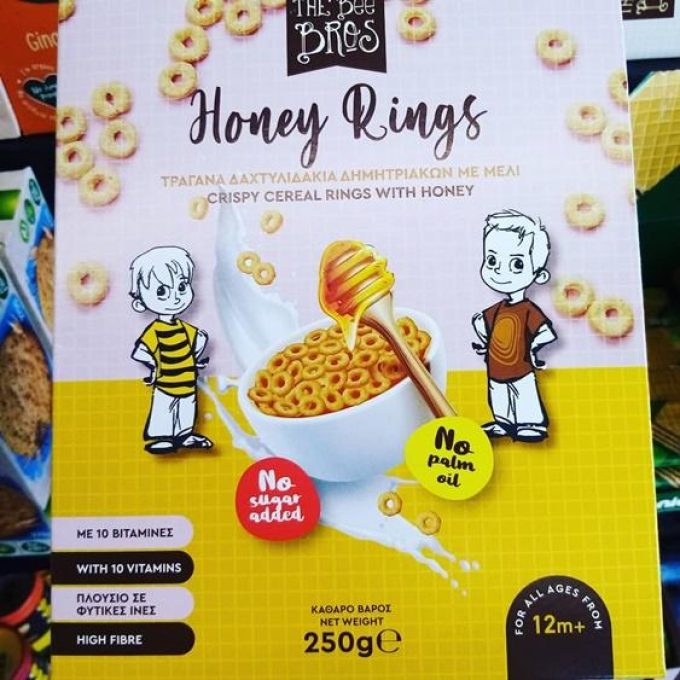 THE BEE
BROS
Honey Rings
ΤΡΑΓΑΝΑ ΔΑΧΤΥΛΙΔΑΚΙΑ ΔΗΜΗΤΡΙΑΚΩΝ ΜΕ ΜΕΛΙ
CRISPY CEREAL RINGS WITH HONEY
No
palm
oil
No
sugar
added
ΜΕ 10 ΒΙΤΑΜΙΝΕΣ
WITH 10 VITAMINS
ΠΛΟΥΣΙΟ ΣΕ
ΦΥΤΙΚΕΣ ΙΝΕΣ
HIGH FIBRE
ΚΑΘΑΡΟ ΒΑΡΟΣ
NET WEIGHT
250g℮
FOR ALL AGES FROM
12m+